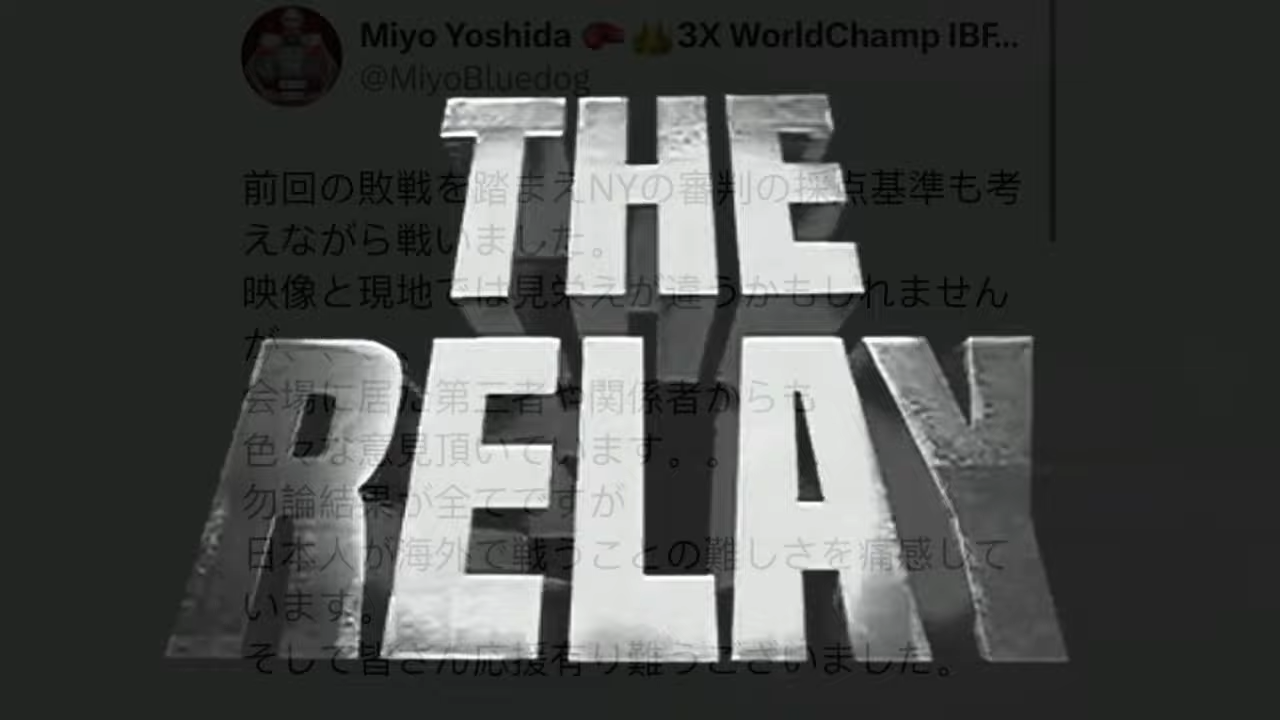 Miyo Yoshida 🥊🙏3X WorldChamp IBF...
@MiyoBluedog
THE
RELAY
前回の敗戦を踏まえNYの審判の採点基準も考
えながら戦いました。
映像と現地では見栄えが違うかもしれません
が、、、、
会場に居た第三者や関係者からも
色々な意見頂いています。。
勿論結果が全てですが
日本人が海外で戦うことの難しさを痛感して
います。
そして皆さん応援有り難うございました。